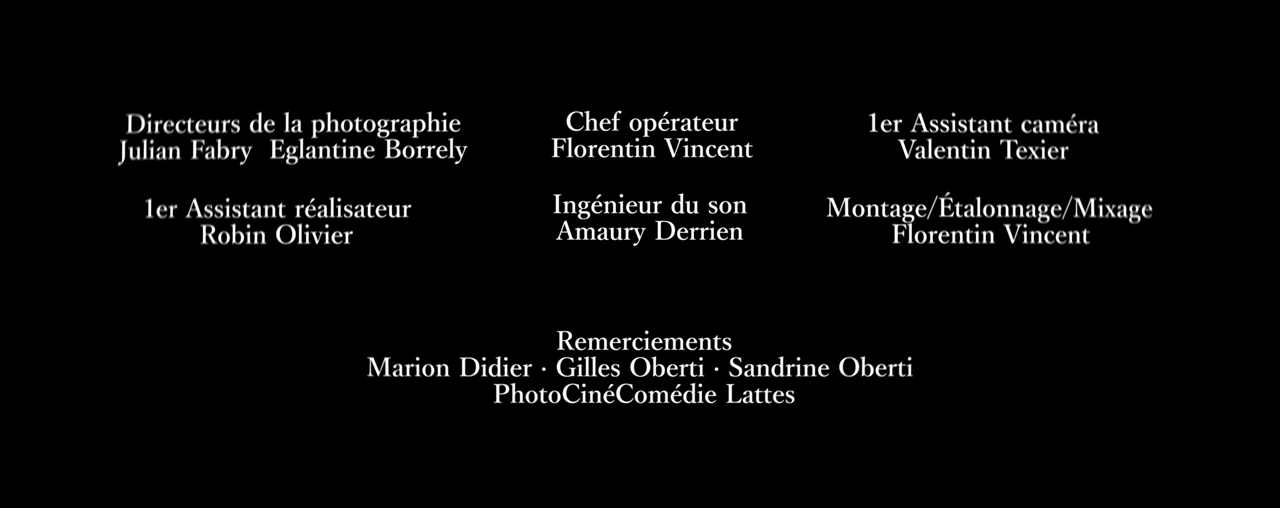 Directeurs de la photographie
Julian Fabry  Eglantine Borrely
Chef opérateur
Florentin Vincent
1er Assistant caméra
Valentin Texier
1er Assistant réalisateur
Robin Olivier
Ingénieur du son
Amaury Derrien
Montage/Étalonnage/Mixage
Florentin Vincent
Remerciements
Marion Didier · Gilles Oberti · Sandrine Oberti
PhotoCinéComédie Lattes